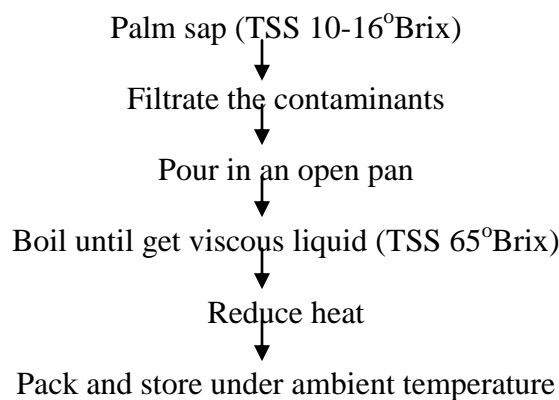 Palm sap (TSS 10-16°Brix)
Filtrate the contaminants
Pour in an open pan
Boil until get viscous liquid (TSS 65°Brix)
Reduce heat
Pack and store under ambient temperature